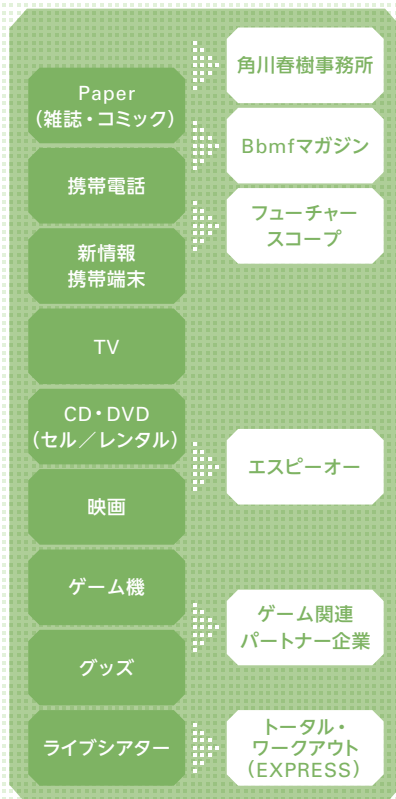 Paper
(雑誌・コミック)
携帯電話
新情報
携帯端末
TV
CD・DVD
(セル／レンタル)
映画
ゲーム機
グッズ
ライブシアター
角川春樹事務所
Bbmfマガジン
フューチャー
スコープ
エスピーオー
ゲーム関連
パートナー企業
トータル・
ワークアウト
(EXPRESS)